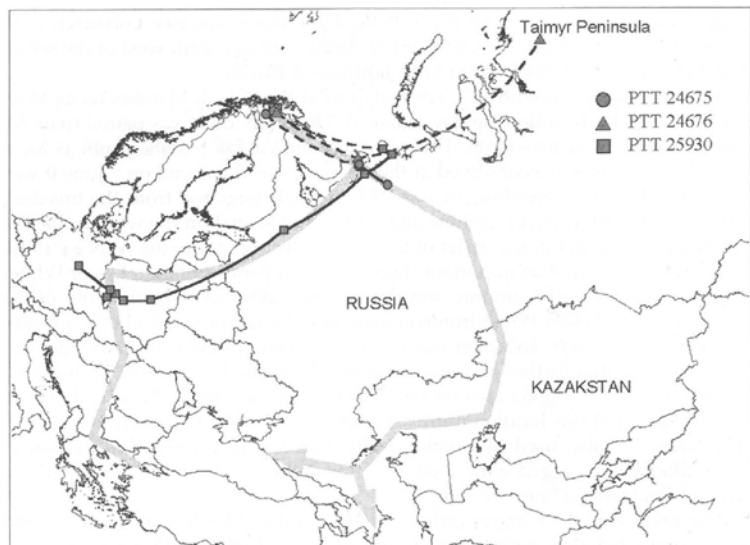 Taimyr Peninsula
PTT 24675
PTT 24676
PTT 25930
RUSSIA
KAZAKSTAN